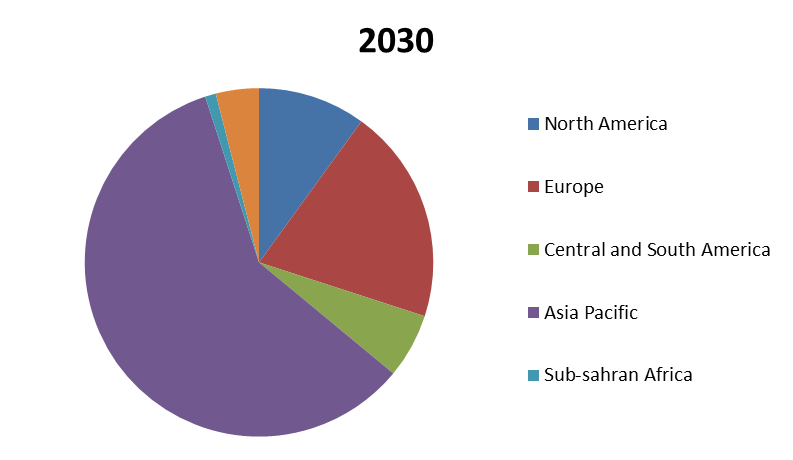 2030
North America
Europe
Central and South America
Asia Pacific
Sub-sahran Africa